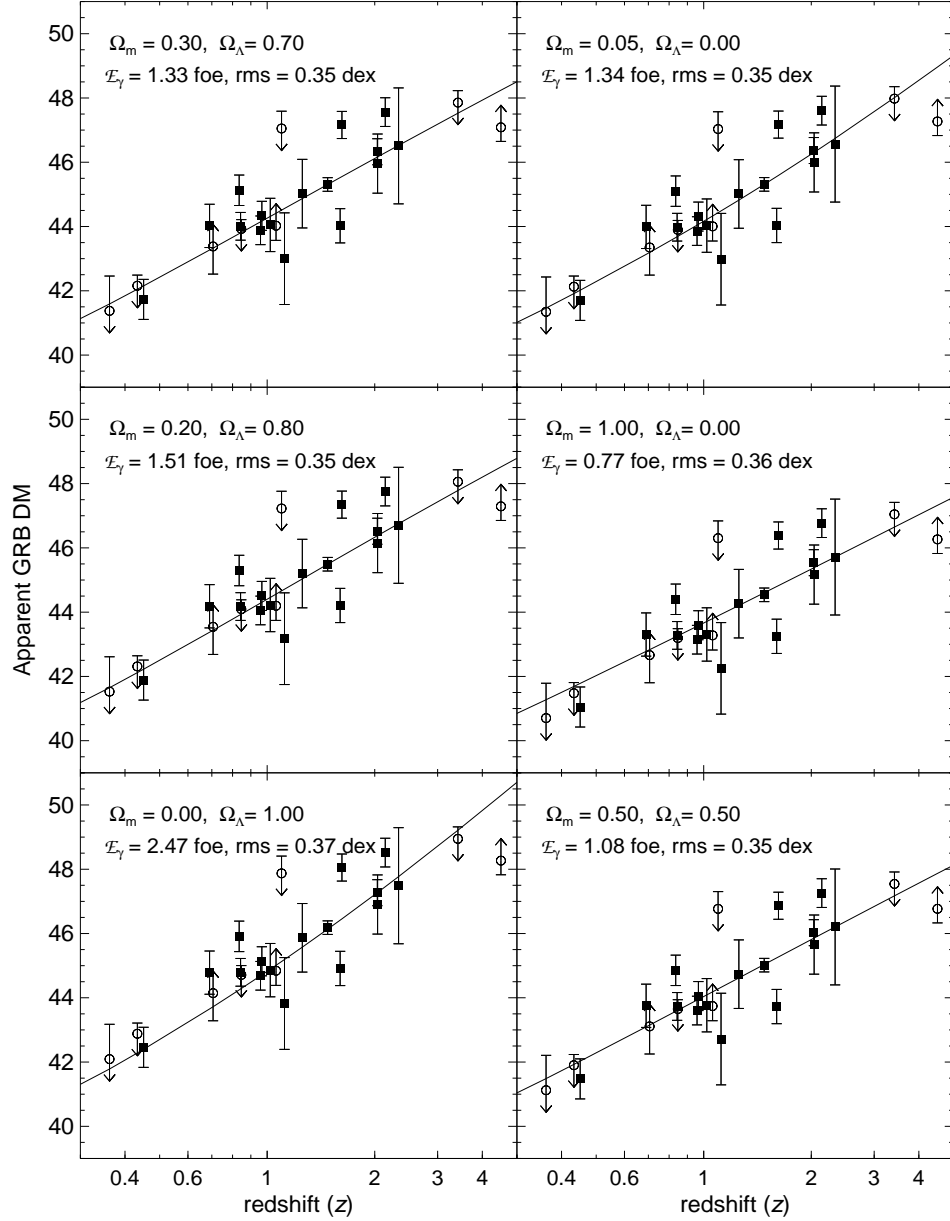 Ωm = 0.30, ΩΛ= 0.70
Ɛγ = 1.33 foe, rms = 0.35 dex
Ωm = 0.05, ΩΛ= 0.00
Ɛγ = 1.34 foe, rms = 0.35 dex
50
48
46
44
42
40
Ωm = 0.20, ΩΛ= 0.80
Ɛγ = 1.51 foe, rms = 0.35 dex
Ωm = 1.00, ΩΛ= 0.00
Ɛγ = 0.77 foe, rms = 0.36 dex
50
48
46
44
42
40
Apparent GRB DM
Ωm = 0.00, ΩΛ= 1.00
Ɛγ = 2.47 foe, rms = 0.37 dex
Ωm = 0.50, ΩΛ= 0.50
Ɛγ = 1.08 foe, rms = 0.35 dex
50
48
46
44
42
40
0.4 0.6 1 2 3 4
0.4 0.6 1 2 3 4
redshift (z)
redshift (z)